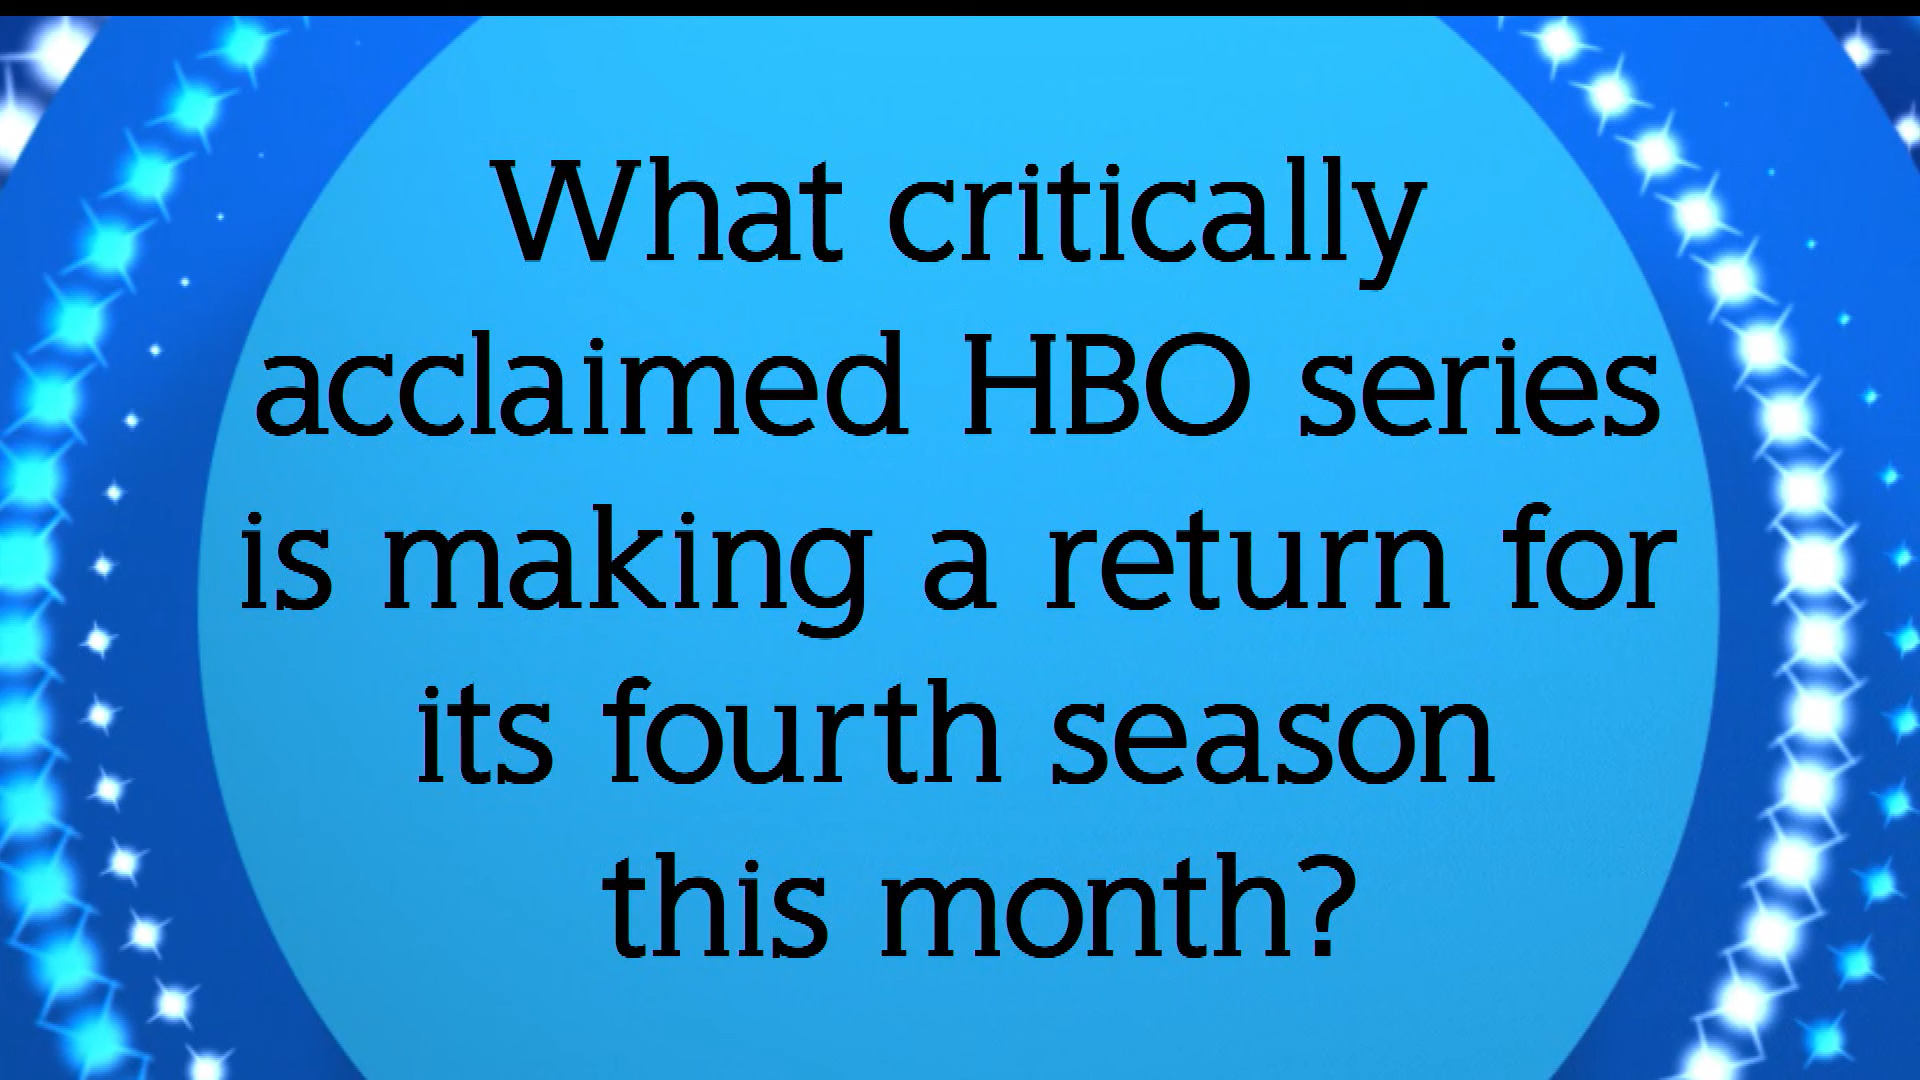 What critically
acclaimed HBO series
is making a return for
its fourth season
this month?